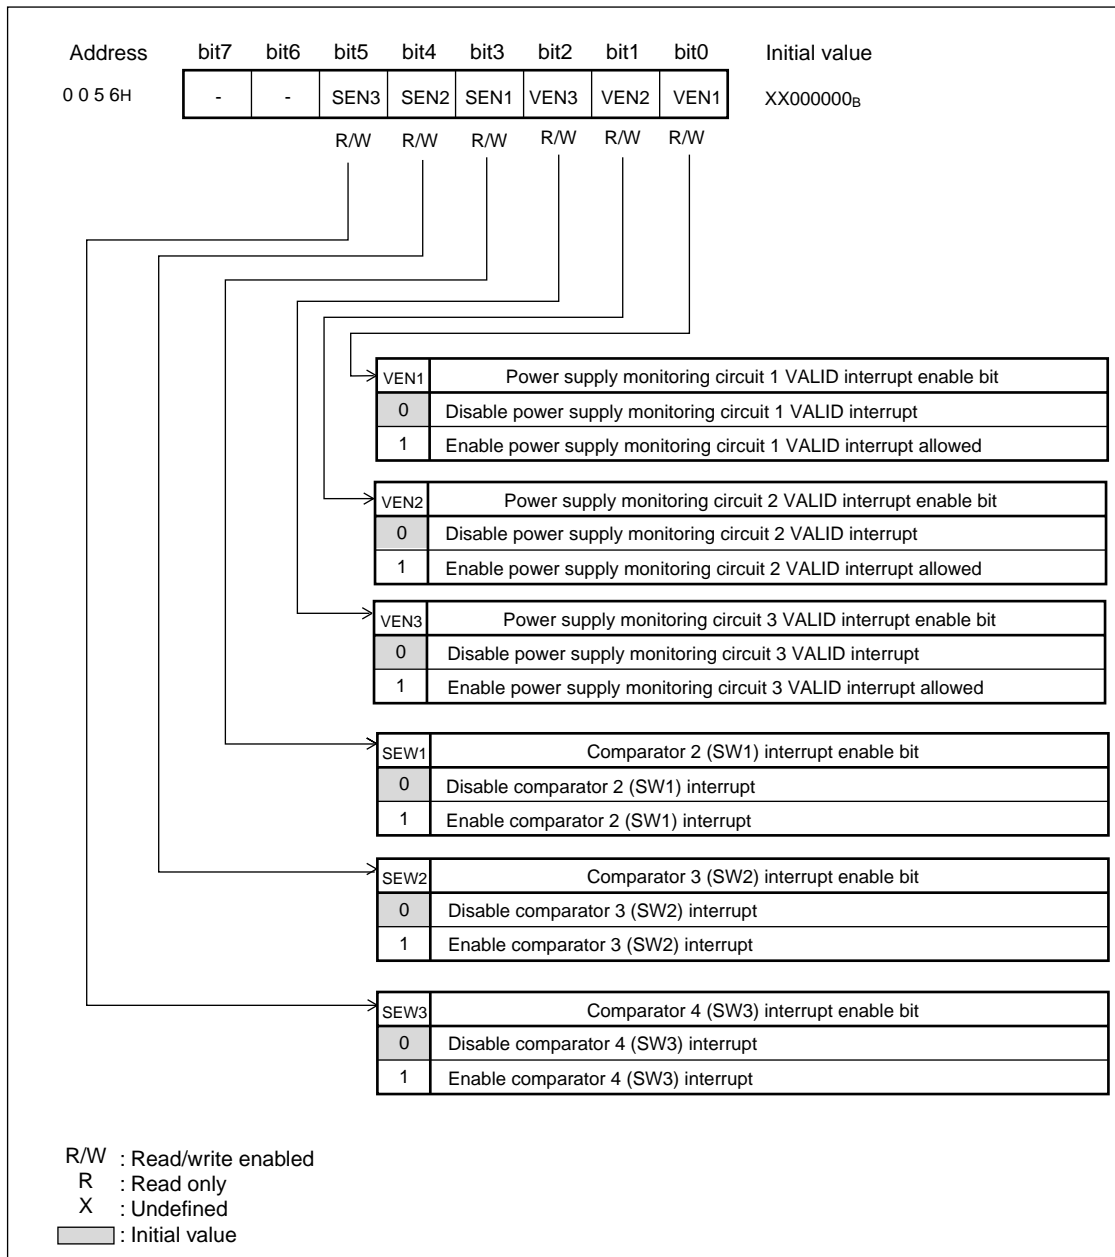 Address bit7 bit6 bit5 bit4 bit3 bit2 bit1 bit0 Initial value
0 0 5 6H - - SEN3 SEN2 SEN1 VEN3 VEN2 VEN1 XX000000B
R/W R/W R/W R/W R/W R/W
VEN1 Power supply monitoring circuit 1 VALID interrupt enable bit
0 Disable power supply monitoring circuit 1 VALID interrupt
1 Enable power supply monitoring circuit 1 VALID interrupt allowed
VEN2 Power supply monitoring circuit 2 VALID interrupt enable bit
0 Disable power supply monitoring circuit 2 VALID interrupt
1 Enable power supply monitoring circuit 2 VALID interrupt allowed
VEN3 Power supply monitoring circuit 3 VALID interrupt enable bit
0 Disable power supply monitoring circuit 3 VALID interrupt
1 Enable power supply monitoring circuit 3 VALID interrupt allowed
SEW1 Comparator 2 (SW1) interrupt enable bit
0 Disable comparator 2 (SW1) interrupt
1 Enable comparator 2 (SW1) interrupt
SEW2 Comparator 3 (SW2) interrupt enable bit
0 Disable comparator 3 (SW2) interrupt
1 Enable comparator 3 (SW2) interrupt
SEW3 Comparator 4 (SW3) interrupt enable bit
0 Disable comparator 4 (SW3) interrupt
1 Enable comparator 4 (SW3) interrupt
R/W : Read/write enabled
R : Read only
X : Undefined
: Initial value